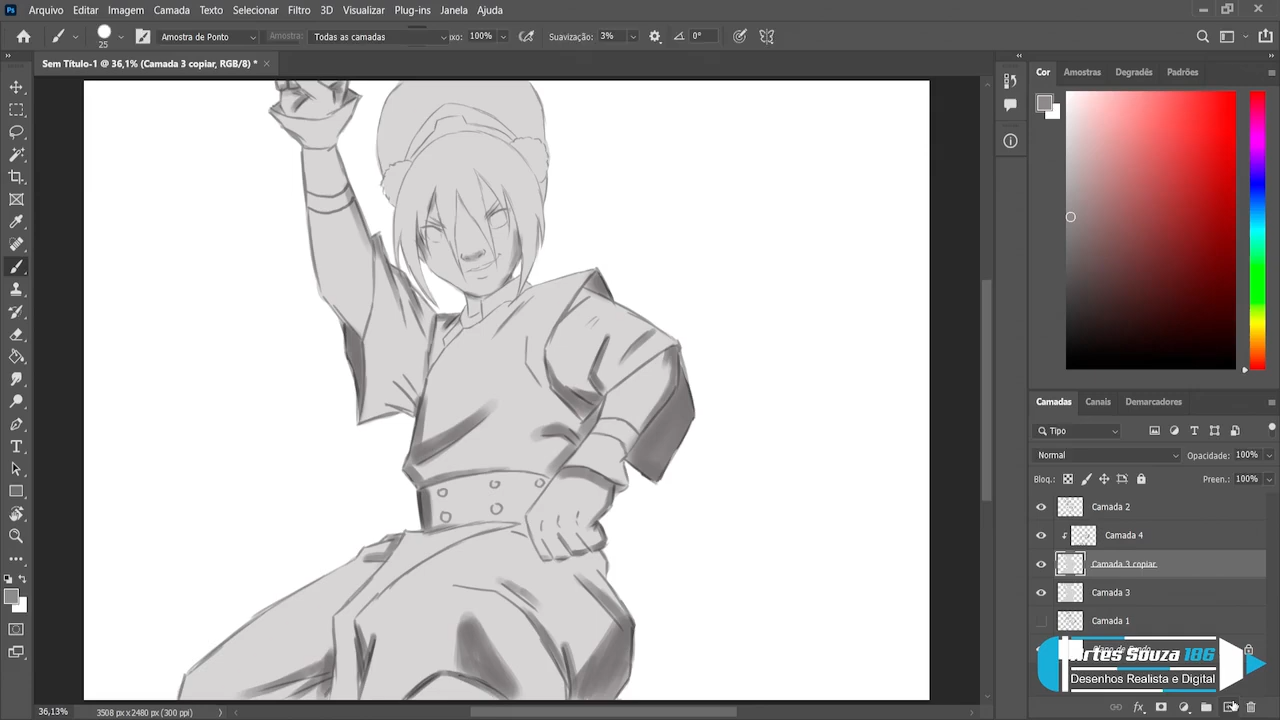 Ps Arquivo Editar Imagem Camada Texto Selecionar Filtro 3D Visualizar Plug-ins Janela Ajuda
25 Amostra de Ponto Amostra: Todas as camadas xo: 100% Suavização: 3% 0°
Sem Título-1 @ 36,1% (Camada 3 copiar, RGB/8) * ×
Cor Amostras Degradês Padrões
Camadas Canais Demarcadores
Tipo
Normal Opacidade: 100%
Bloq.: Preen.: 100%
Camada 2
Camada 4
Camada 3 copiar
Camada 3
Camada 1
Artes Souza 186
Desenhos Realista e Digital
36,13% 3508 px x 2480 px (300 ppi)